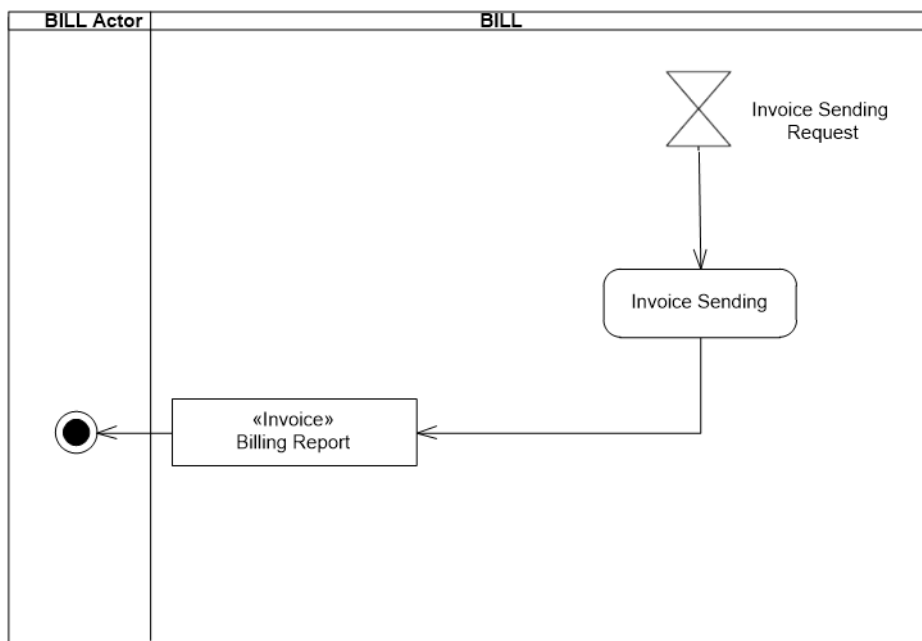 BILL Actor
BILL
Invoice Sending
Request
Invoice Sending
«Invoice»
Billing Report